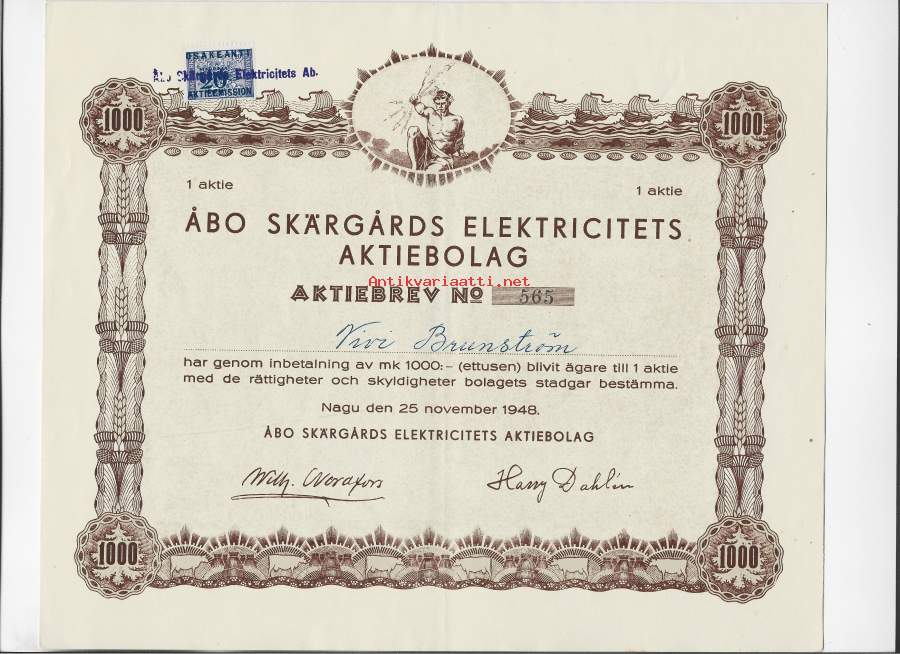 OSAKEANTI
Åbo Skärgårds Elektricitets Ab.
20
AKTIEEMISSION
1000
1000
1 aktie
1 aktie
ÅBO SKÄRGÅRDS ELEKTRICITETS
AKTIEBOLAG
Antikvariaatti.net
AKTIEBREV No 565
Vivi Brunström
har genom inbetalning av mk 1000:– (ettusen) blivit ägare till 1 aktie
med de rättigheter och skyldigheter bolagets stadgar bestämma.
Nagu den 25 november 1948.
ÅBO SKÄRGÅRDS ELEKTRICITETS AKTIEBOLAG
Harry Dahlén
1000
1000